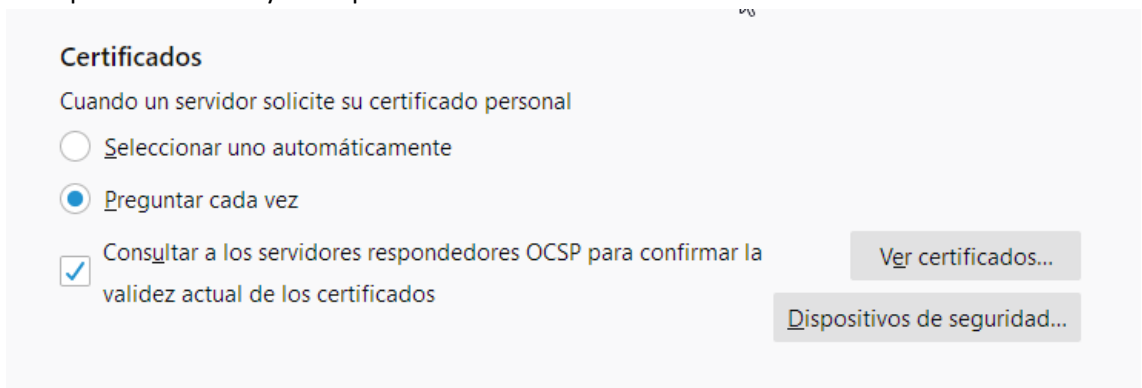 Certificados
Cuando un servidor solicite su certificado personal
Seleccionar uno automáticamente
Preguntar cada vez
Consultar a los servidores respondedores OCSP para confirmar la
validez actual de los certificados
Ver certificados...
Dispositivos de seguridad...